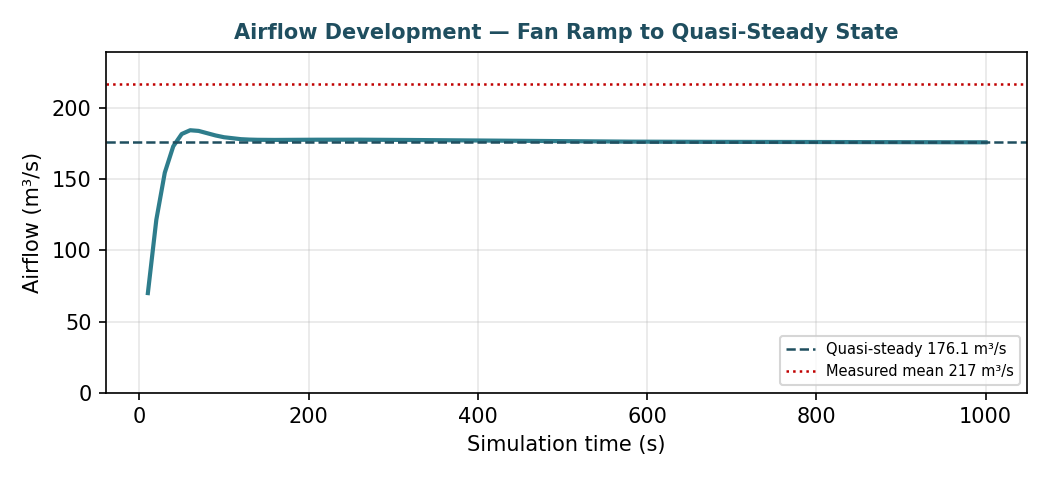 Airflow Development — Fan Ramp to Quasi-Steady State
Airflow (m³/s)
200
150
100
50
0
Quasi-steady 176.1 m³/s
Measured mean 217 m³/s
0 200 400 600 800 1000
Simulation time (s)